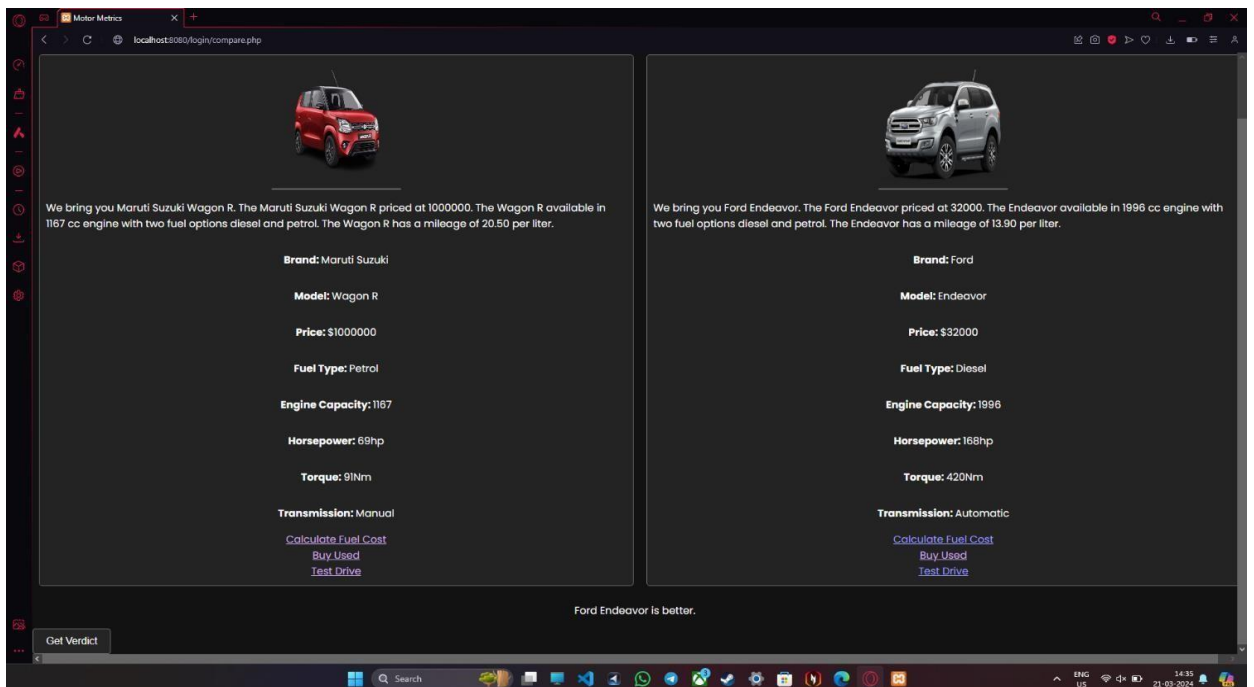 Motor Metrics
localhost:8080/login/compare.php
We bring you Maruti Suzuki Wagon R. The Maruti Suzuki Wagon R priced at 1000000. The Wagon R available in
1167 cc engine with two fuel options diesel and petrol. The Wagon R has a mileage of 20.50 per liter.
Brand: Maruti Suzuki
Model: Wagon R
Price: $1000000
Fuel Type: Petrol
Engine Capacity: 1167
Horsepower: 69hp
Torque: 91Nm
Transmission: Manual
Calculate Fuel Cost
Buy Used
Test Drive
We bring you Ford Endeavor. The Ford Endeavor priced at 32000. The Endeavor available in 1996 cc engine with
two fuel options diesel and petrol. The Endeavor has a mileage of 13.90 per liter.
Brand: Ford
Model: Endeavor
Price: $32000
Fuel Type: Diesel
Engine Capacity: 1996
Horsepower: 168hp
Torque: 420Nm
Transmission: Automatic
Calculate Fuel Cost
Buy Used
Test Drive
Ford Endeavor is better.
Get Verdict
Search
ENG
US
14:35
21-03-2024